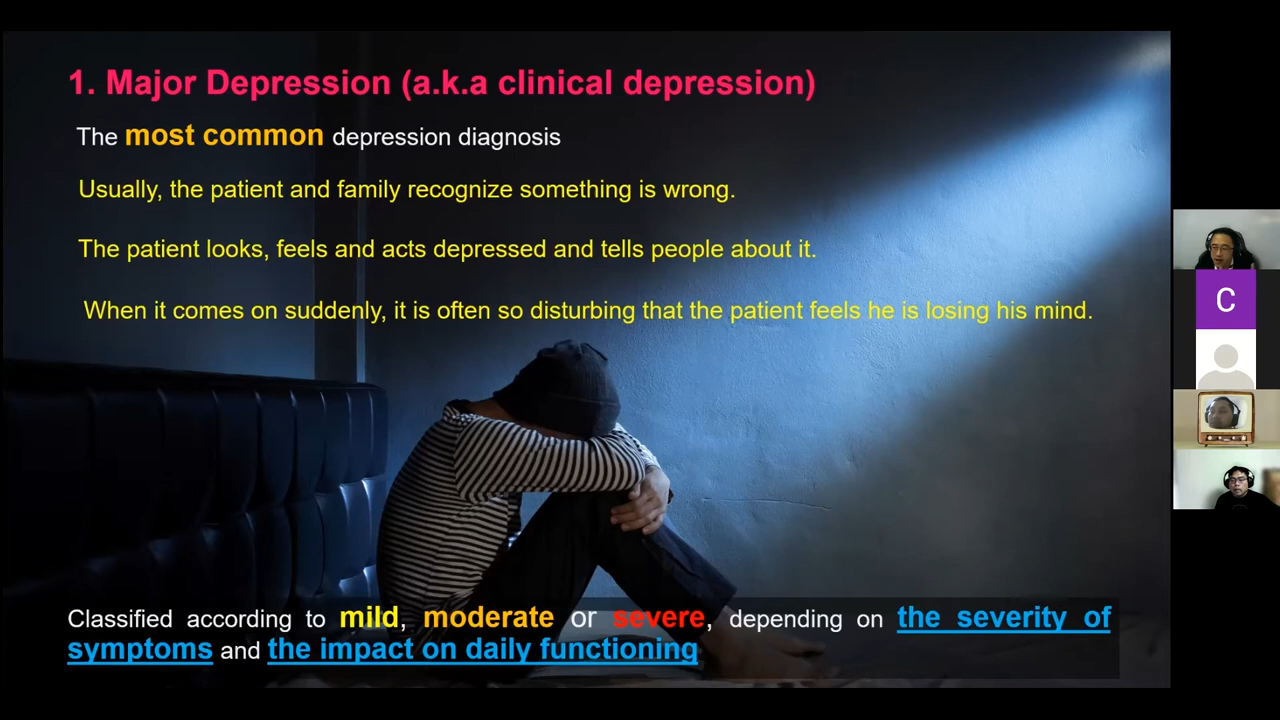 1. Major Depression (a.k.a clinical depression)
The most common depression diagnosis
Usually, the patient and family recognize something is wrong.
The patient looks, feels and acts depressed and tells people about it.
When it comes on suddenly, it is often so disturbing that the patient feels he is losing his mind.
C
Classified according to mild, moderate or severe, depending on the severity of
symptoms and the impact on daily functioning